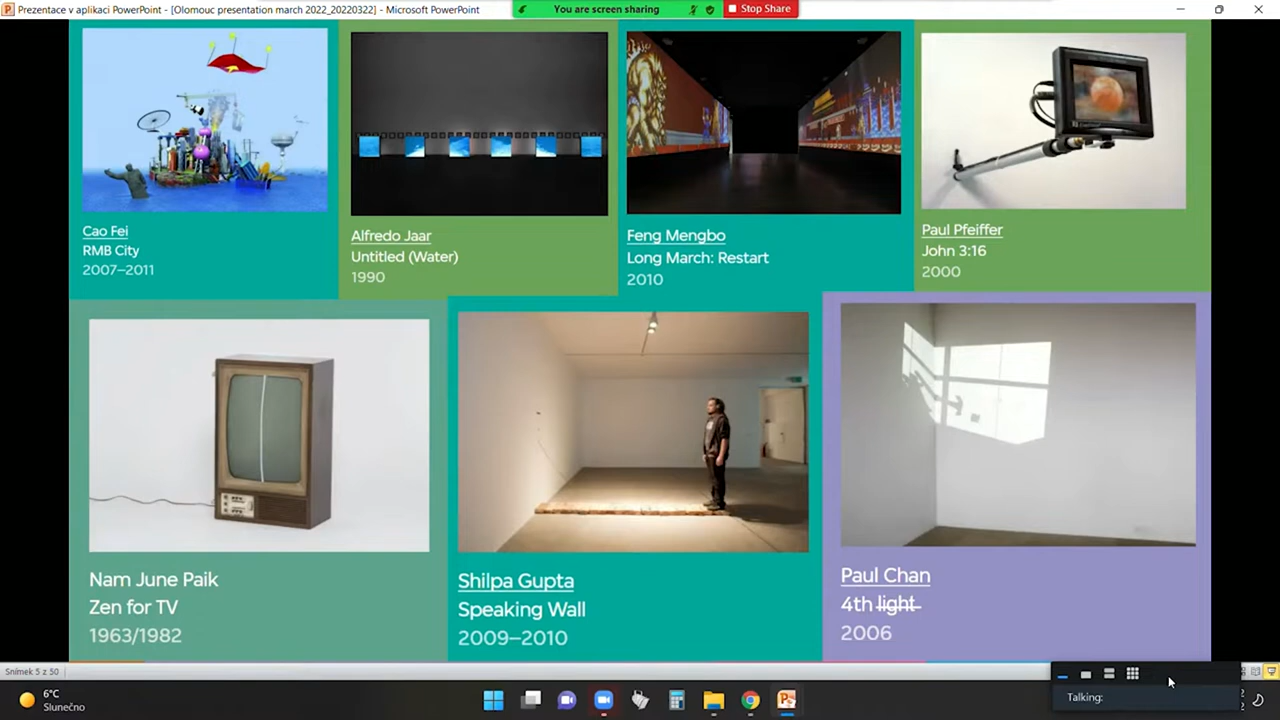 Prezentace v aplikaci PowerPoint - [Olomouc presentation march 2022_20220322] - Microsoft PowerPoint
You are screen sharing
Stop Share
Cao Fei
RMB City
2007–2011
Alfredo Jaar
Untitled (Water)
1990
Feng Mengbo
Long March: Restart
2010
Paul Pfeiffer
John 3:16
2000
Nam June Paik
Zen for TV
1963/1982
Shilpa Gupta
Speaking Wall
2009–2010
Paul Chan
4th light
2006
Snímek 5 z 50
6°C
Slunečno
Talking: